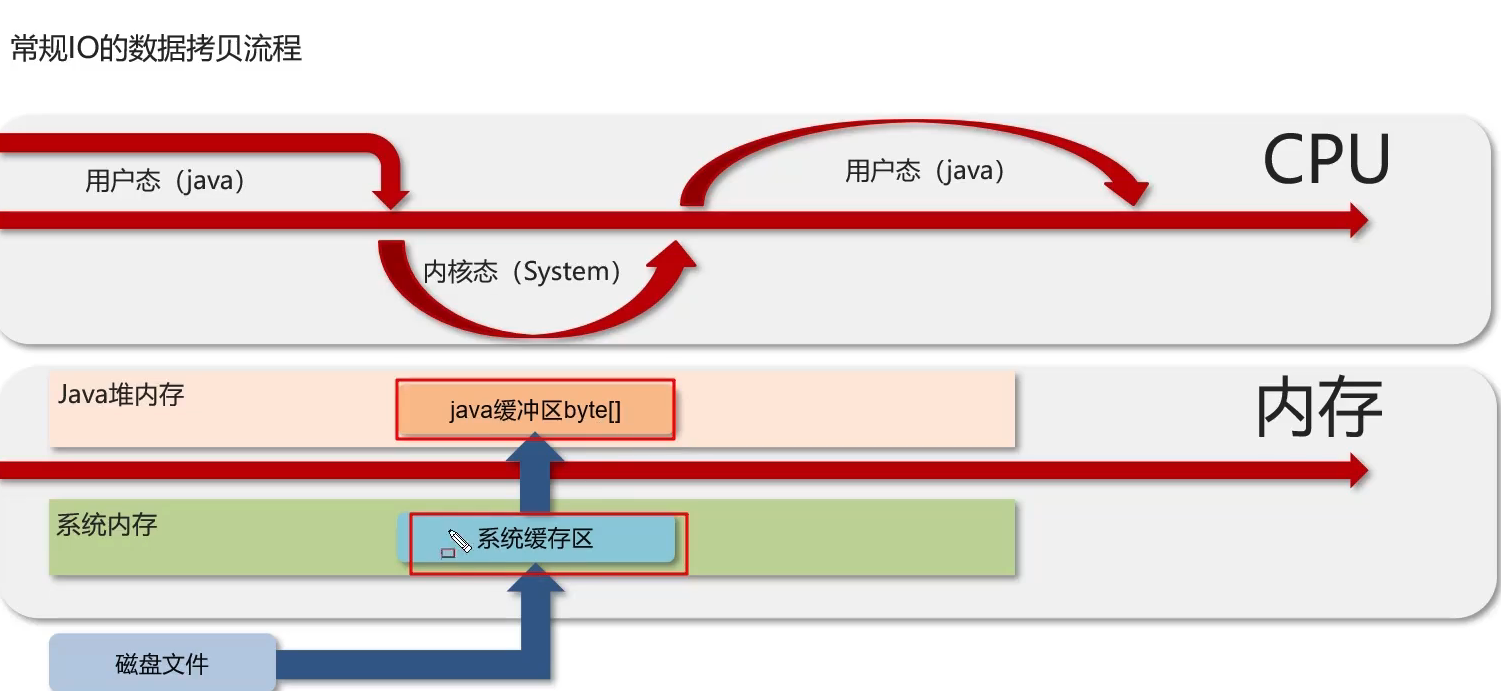 常规IO的数据拷贝流程
CPU
用户态（java）
用户态（java）
内核态（System）
Java堆内存
java缓冲区byte[]
内存
系统内存
系统缓存区
磁盘文件